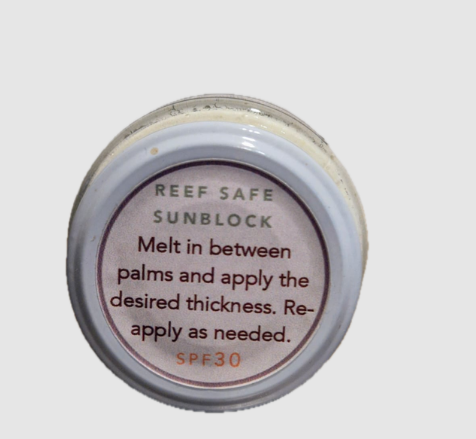 REEF SAFE
SUNBLOCK
Melt in between
palms and apply the
desired thickness. Re-
apply as needed.
SPF30